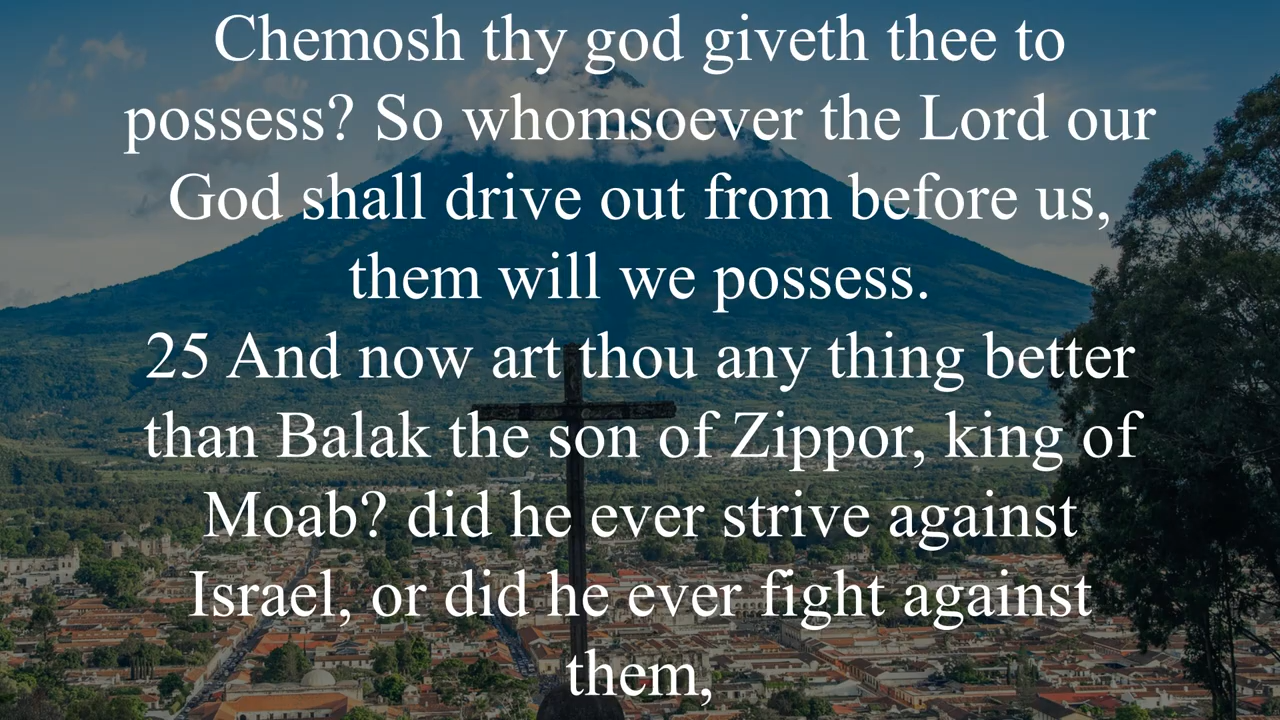 Chemosh thy god giveth thee to
possess? So whomsoever the Lord our
God shall drive out from before us,
them will we possess.
25 And now art thou any thing better
than Balak the son of Zippor, king of
Moab? did he ever strive against
Israel, or did he ever fight against
them,